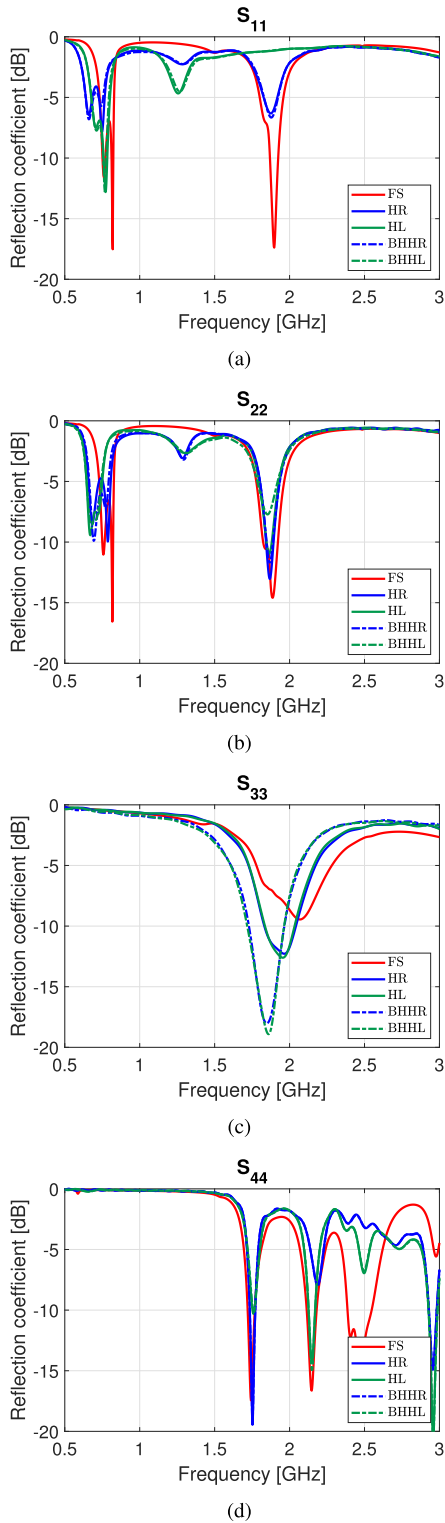 S11
0
-5
-10
-15
-20
Reflection coefficient [dB]
FS
HR
HL
BHHR
BHHL
0.5 1 1.5 2 2.5 3
Frequency [GHz]
(a)
S22
0
-5
-10
-15
-20
Reflection coefficient [dB]
FS
HR
HL
BHHR
BHHL
0.5 1 1.5 2 2.5 3
Frequency [GHz]
(b)
S33
0
-5
-10
-15
-20
Reflection coefficient [dB]
FS
HR
HL
BHHR
BHHL
0.5 1 1.5 2 2.5 3
Frequency [GHz]
(c)
S44
0
-5
-10
-15
-20
Reflection coefficient [dB]
FS
HR
HL
BHHR
BHHL
0.5 1 1.5 2 2.5 3
Frequency [GHz]
(d)